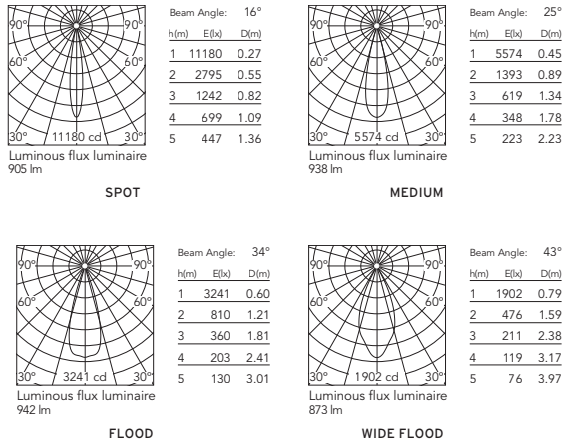 90° 90°
60° 60°
30° 11180 cd 30°
Luminous flux luminaire
905 lm
Beam Angle: 16°
h(m) E(lx) D(m)
1 11180 0.27
2 2795 0.55
3 1242 0.82
4 699 1.09
5 447 1.36
SPOT
90° 90°
60° 60°
30° 5574 cd 30°
Luminous flux luminaire
938 lm
Beam Angle: 25°
h(m) E(lx) D(m)
1 5574 0.45
2 1393 0.89
3 619 1.34
4 348 1.78
5 223 2.23
MEDIUM
90° 90°
60° 60°
30° 3241 cd 30°
Luminous flux luminaire
942 lm
Beam Angle: 34°
h(m) E(lx) D(m)
1 3241 0.60
2 810 1.21
3 360 1.81
4 203 2.41
5 130 3.01
FLOOD
90° 90°
60° 60°
30° 1902 cd 30°
Luminous flux luminaire
873 lm
Beam Angle: 43°
h(m) E(lx) D(m)
1 1902 0.79
2 476 1.59
3 211 2.38
4 119 3.17
5 76 3.97
WIDE FLOOD